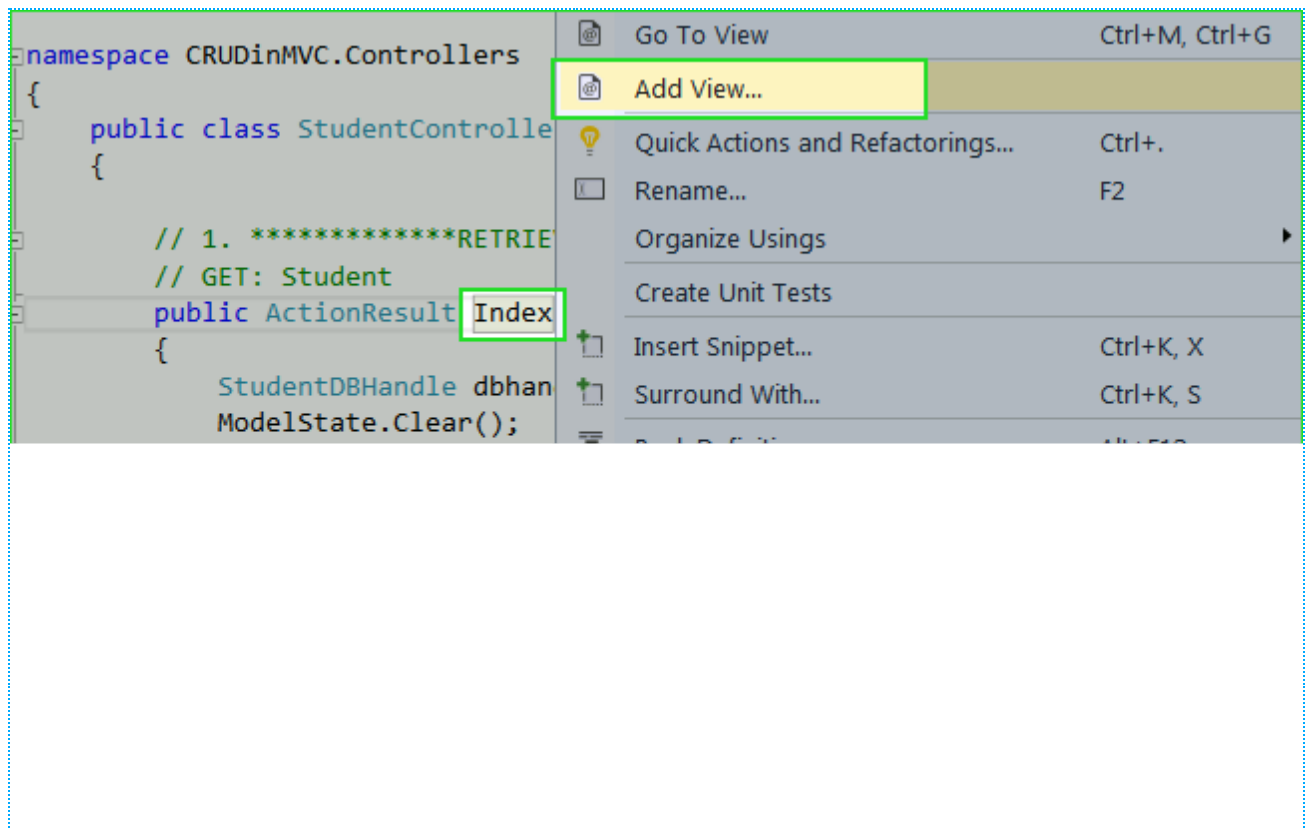 namespace CRUDinMVC.Controllers
{
public class StudentControlle
{
// 1. *************RETRIE
// GET: Student
public ActionResult Index
{
StudentDBHandle dbhan
ModelState.Clear();
Go To View Ctrl+M, Ctrl+G
Add View...
Quick Actions and Refactorings... Ctrl+.
Rename... F2
Organize Usings
Create Unit Tests
Insert Snippet... Ctrl+K, X
Surround With... Ctrl+K, S